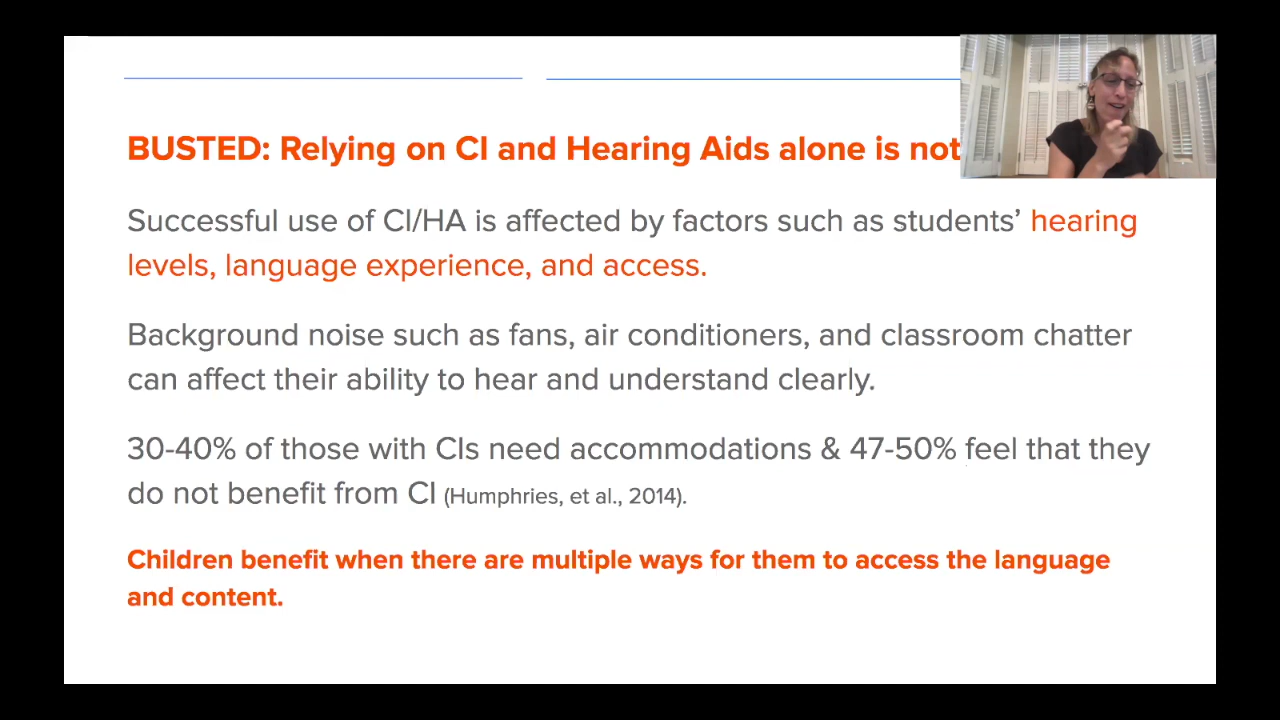 BUSTED: Relying on CI and Hearing Aids alone is not
Successful use of CI/HA is affected by factors such as students’ hearing
levels, language experience, and access.
Background noise such as fans, air conditioners, and classroom chatter
can affect their ability to hear and understand clearly.
30-40% of those with CIs need accommodations & 47-50% feel that they
do not benefit from CI (Humphries, et al., 2014).
Children benefit when there are multiple ways for them to access the language
and content.